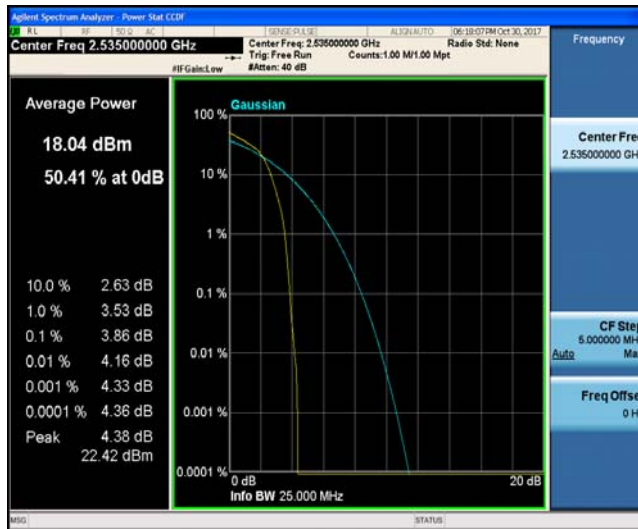 Agilent Spectrum Analyzer - Power Stat CCDF
RL RF 50 Ω AC SENSE:PULSE ALIGNAUTO 06:18:07PM Oct 30, 2017
Center Freq 2.535000000 GHz
Center Freq: 2.535000000 GHz
Radio Std: None
Trig: Free Run
Counts:1.00 M/1.00 Mpt
#IFGain:Low
#Atten: 40 dB
Frequency
Average Power
18.04 dBm
50.41 % at 0dB
10.0 % 2.63 dB
1.0 % 3.53 dB
0.1 % 3.86 dB
0.01 % 4.16 dB
0.001 % 4.33 dB
0.0001 % 4.36 dB
Peak 4.38 dB
22.42 dBm
Gaussian
100 %
10 %
1 %
0.1 %
0.01 %
0.001 %
0.0001 %
0 dB
20 dB
Info BW 25.000 MHz
Center Fre
2.535000000 GH
CF Ste
5.000000 MH
Auto Ma
Freq Offse
0 H
MSG
STATUS